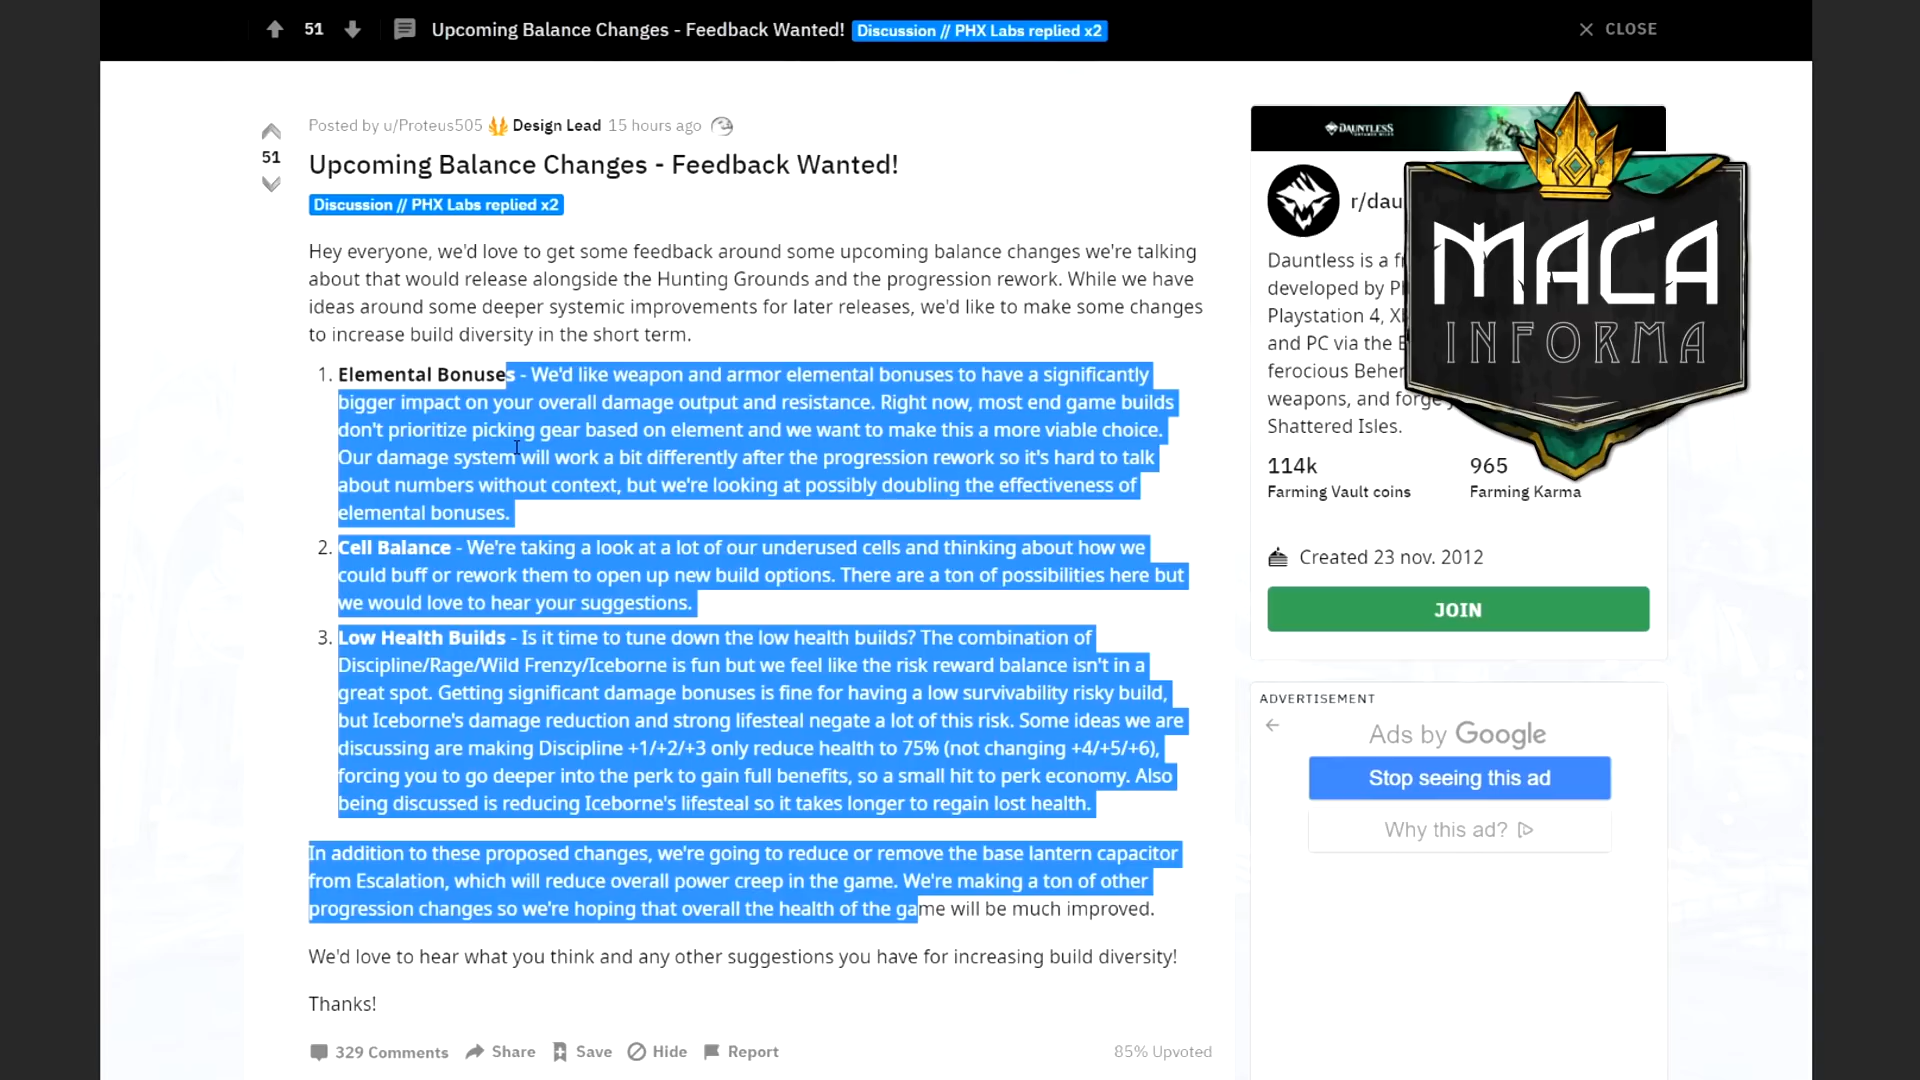 51
Upcoming Balance Changes - Feedback Wanted!
Discussion // PHX Labs replied x2
CLOSE
Posted by u/Proteus505 Design Lead 15 hours ago
51
Upcoming Balance Changes - Feedback Wanted!
Discussion // PHX Labs replied x2
Hey everyone, we'd love to get some feedback around some upcoming balance changes we're talking
about that would release alongside the Hunting Grounds and the progression rework. While we have
ideas around some deeper systemic improvements for later releases, we'd like to make some changes
to increase build diversity in the short term.
1. Elemental Bonuses - We'd like weapon and armor elemental bonuses to have a significantly
bigger impact on your overall damage output and resistance. Right now, most end game builds
don't prioritize picking gear based on element and we want to make this a more viable choice.
Our damage system will work a bit differently after the progression rework so it's hard to talk
about numbers without context, but we're looking at possibly doubling the effectiveness of
elemental bonuses.
2. Cell Balance - We're taking a look at a lot of our underused cells and thinking about how we
could buff or rework them to open up new build options. There are a ton of possibilities here but
we would love to hear your suggestions.
3. Low Health Builds - Is it time to tune down the low health builds? The combination of
Discipline/Rage/Wild Frenzy/Iceborne is fun but we feel like the risk reward balance isn't in a
great spot. Getting significant damage bonuses is fine for having a low survivability risky build,
but Iceborne's damage reduction and strong lifesteal negate a lot of this risk. Some ideas we are
discussing are making Discipline +1/+2/+3 only reduce health to 75% (not changing +4/+5/+6),
forcing you to go deeper into the perk to gain full benefits, so a small hit to perk economy. Also
being discussed is reducing Iceborne's lifesteal so it takes longer to regain lost health.
In addition to these proposed changes, we're going to reduce or remove the base lantern capacitor
from Escalation, which will reduce overall power creep in the game. We're making a ton of other
progression changes so we're hoping that overall the health of the game will be much improved.
We'd love to hear what you think and any other suggestions you have for increasing build diversity!
Thanks!
329 Comments Share Save Hide Report 85% Upvoted
DAUNTLESS
r/dau
MACA
INFORMA
Dauntless is a f
developed by P
Playstation 4, X
and PC via the E
ferocious Behe
weapons, and forge
Shattered Isles.
114k 965
Farming Vault coins Farming Karma
Created 23 nov. 2012
JOIN
ADVERTISEMENT
Ads by Google
Stop seeing this ad
Why this ad?